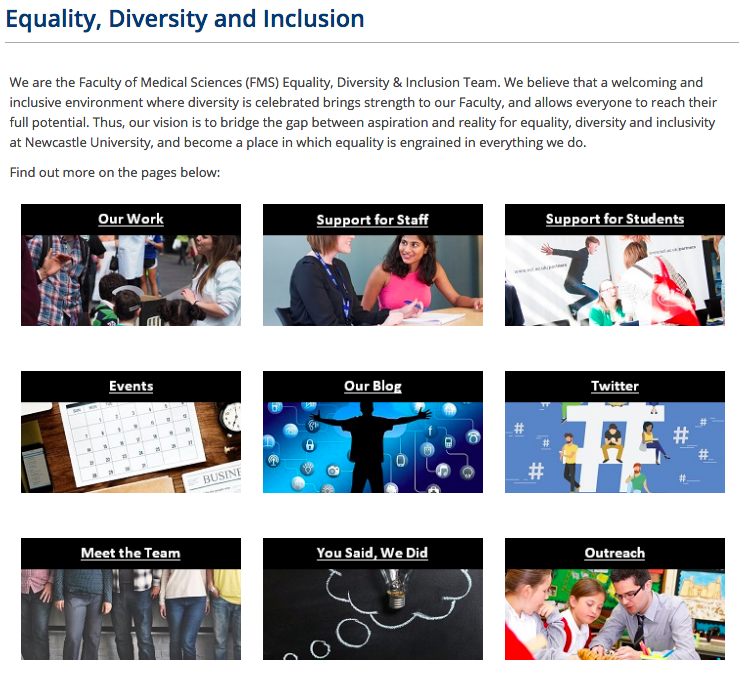 Equality, Diversity and Inclusion
We are the Faculty of Medical Sciences (FMS) Equality, Diversity & Inclusion Team. We believe that a welcoming and
inclusive environment where diversity is celebrated brings strength to our Faculty, and allows everyone to reach their
full potential. Thus, our vision is to bridge the gap between aspiration and reality for equality, diversity and inclusivity
at Newcastle University, and become a place in which equality is engrained in everything we do.
Find out more on the pages below:
Our Work
Support for Staff
Support for Students
Events
Our Blog
Twitter
BUSINE
Meet the Team
You Said, We Did
Outreach